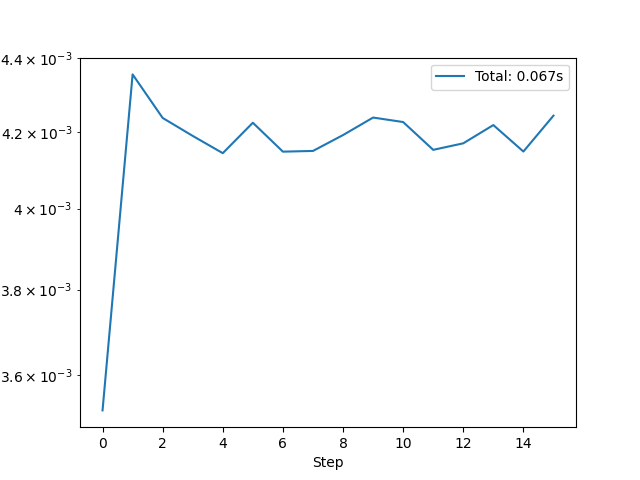 4.4 × 10⁻³
4.2 × 10⁻³
4 × 10⁻³
3.8 × 10⁻³
3.6 × 10⁻³
Total: 0.067s
0 2 4 6 8 10 12 14
Step